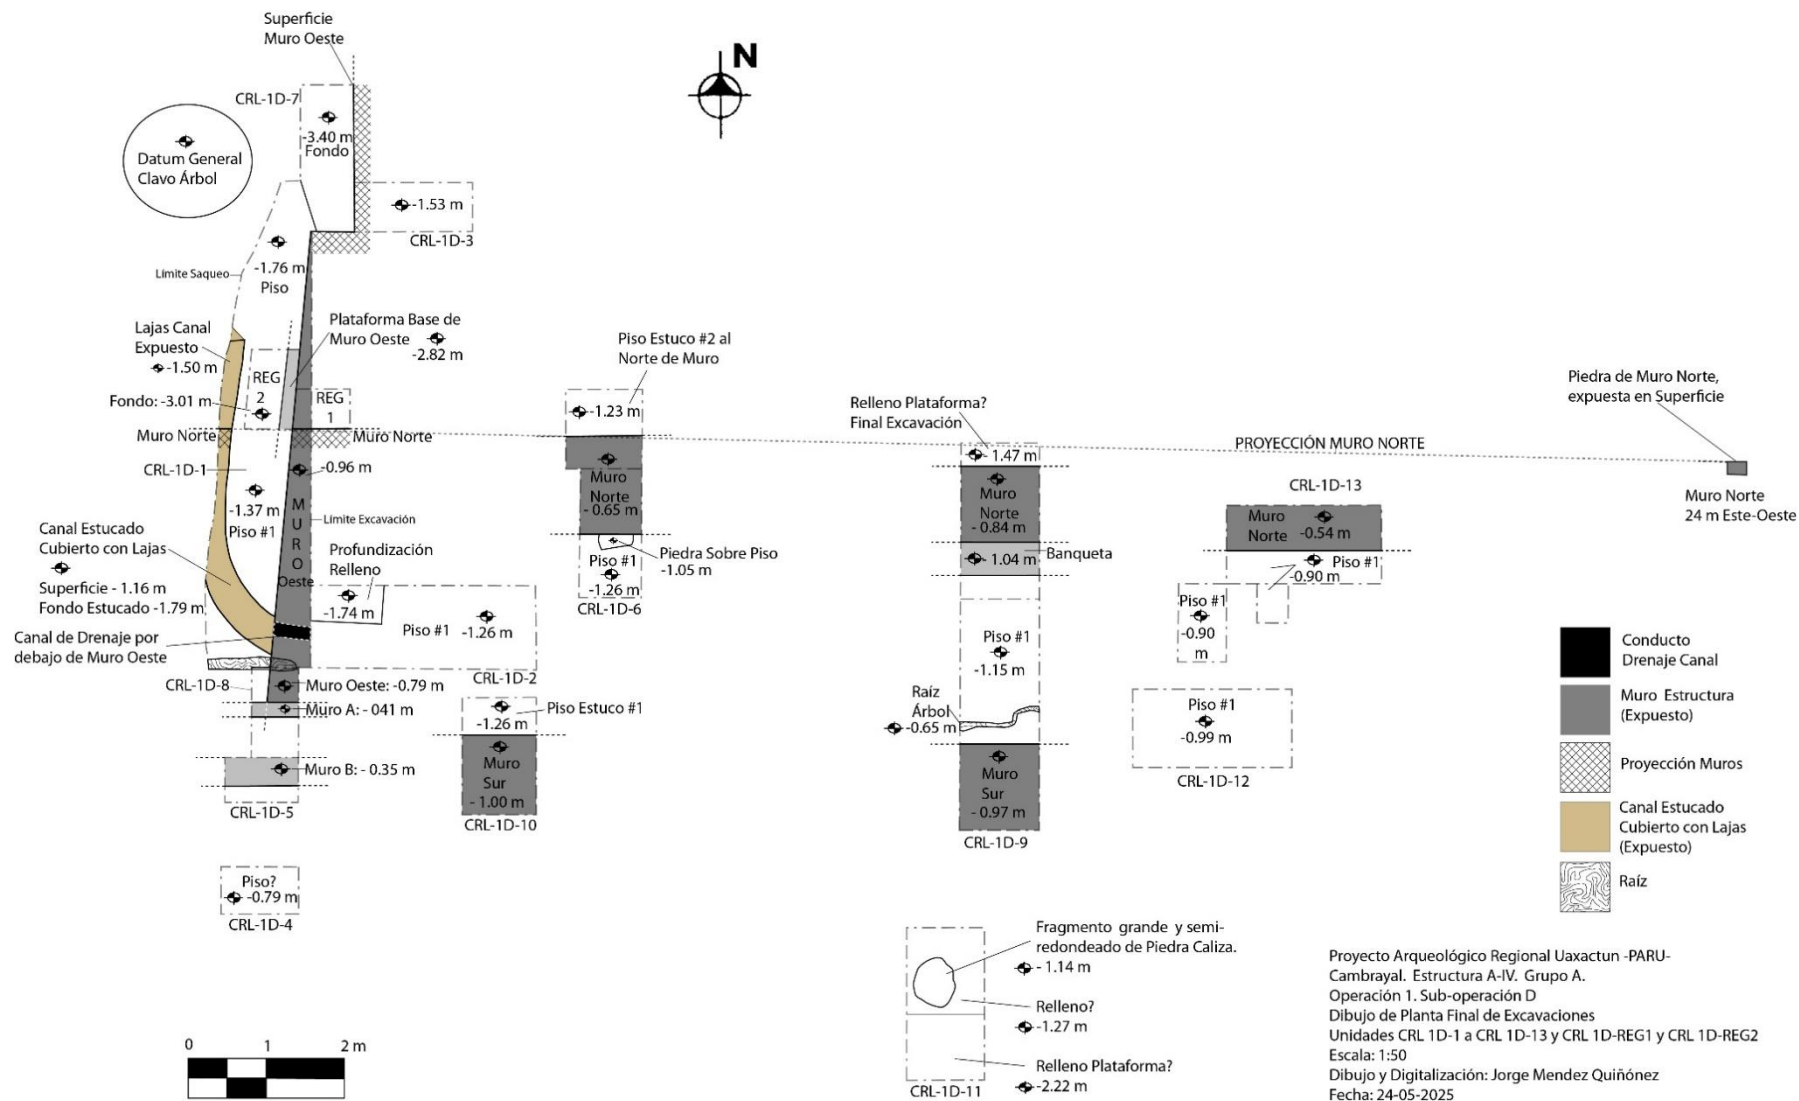 Superficie
Muro Oeste
N
CRL-1D-7
-3.40 m
Fondo
Datum General
Clavo Árbol
-1.53 m
CRL-1D-3
-1.76 m
Piso
Límite Saqueo
Lajas Canal
Expuesto
-1.50 m
Plataforma Base de
Muro Oeste
-2.82 m
REG
2
Fondo: -3.01 m
REG
1
Muro Norte
Muro Norte
CRL-1D-1
-0.96 m
-1.37 m
Piso #1
MURO
Oeste
Límite Excavación
Canal Estucado
Cubierto con Lajas
Superficie - 1.16 m
Fondo Estucado -1.79 m
Profundización
Relleno
-1.74 m
Piso #1
-1.26 m
CRL-1D-2
Canal de Drenaje por
debajo de Muro Oeste
CRL-1D-8
Muro Oeste: -0.79 m
Muro A: - 041 m
Muro B: - 0.35 m
CRL-1D-5
Piso?
-0.79 m
CRL-1D-4
Piso Estuco #2 al
Norte de Muro
-1.23 m
Muro
Norte
- 0.65 m
Piedra Sobre Piso
-1.05 m
Piso #1
-1.26 m
CRL-1D-6
-1.26 m
Piso Estuco #1
Muro
Sur
- 1.00 m
CRL-1D-10
Relleno Plataforma?
Final Excavación
- 1.47 m
Muro
Norte
- 0.84 m
- 1.04 m
Banqueta
Piso #1
-1.15 m
Raíz
Árbol
-0.65 m
Muro
Sur
- 0.97 m
CRL-1D-9
PROYECCIÓN MURO NORTE
Piedra de Muro Norte,
expuesta en Superficie
Muro Norte
24 m Este-Oeste
CRL-1D-13
Muro
Norte
-0.54 m
Piso #1
-0.90 m
Piso #1
-0.90
m
Piso #1
-0.99 m
CRL-1D-12
Fragmento grande y semi-
redondeado de Piedra Caliza.
- 1.14 m
Relleno?
-1.27 m
Relleno Plataforma?
-2.22 m
CRL-1D-11
Conducto
Drenaje Canal
Muro Estructura
(Expuesto)
Proyección Muros
Canal Estucado
Cubierto con Lajas
(Expuesto)
Raíz
0 1 2 m
Proyecto Arqueológico Regional Uaxactun -PARU-
Cambrayal. Estructura A-IV. Grupo A.
Operación 1. Sub-operación D
Dibujo de Planta Final de Excavaciones
Unidades CRL 1D-1 a CRL 1D-13 y CRL 1D-REG1 y CRL 1D-REG2
Escala: 1:50
Dibujo y Digitalización: Jorge Mendez Quiñónez
Fecha: 24-05-2025